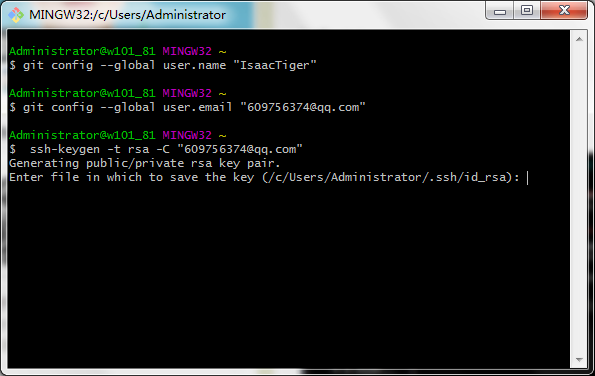 MINGW32:/c/Users/Administrator
Administrator@w101_81 MINGW32 ~
$ git config --global user.name "IsaacTiger"
Administrator@w101_81 MINGW32 ~
$ git config --global user.email "609756374@qq.com"
Administrator@w101_81 MINGW32 ~
$  ssh-keygen -t rsa -C "609756374@qq.com"
Generating public/private rsa key pair.
Enter file in which to save the key (/c/Users/Administrator/.ssh/id_rsa):